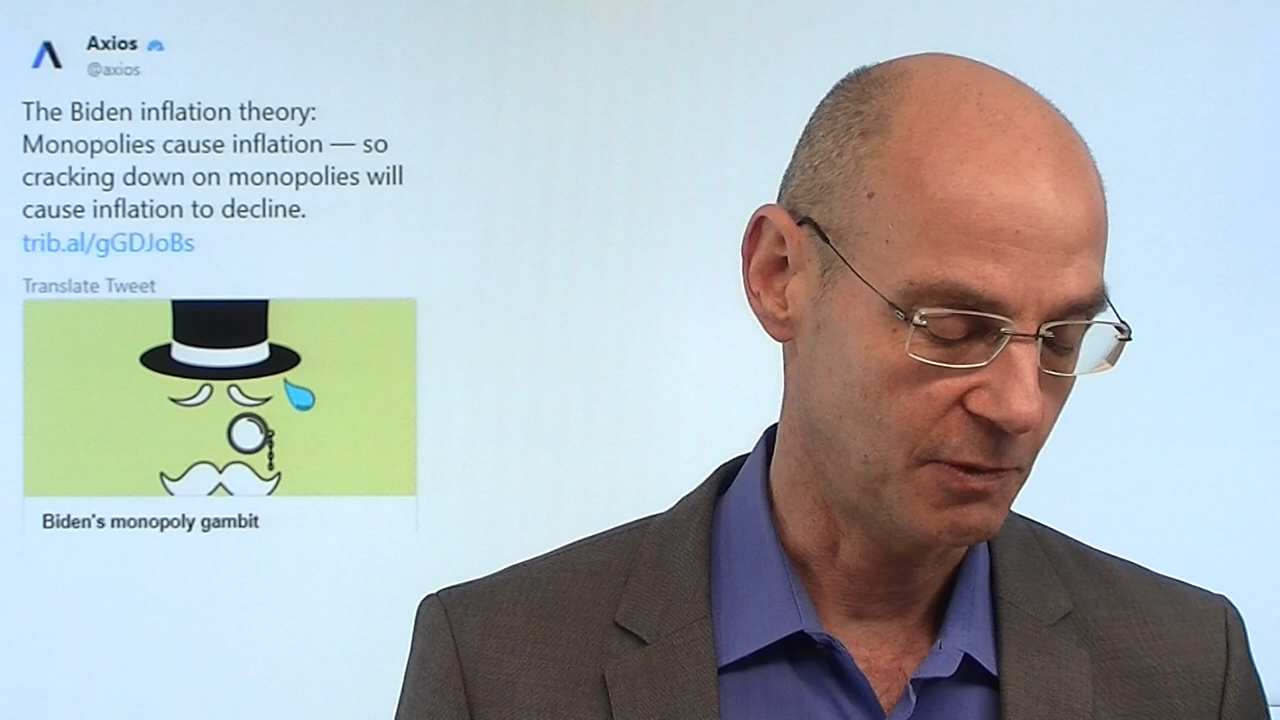 Axios
@axios
The Biden inflation theory:
Monopolies cause inflation — so
cracking down on monopolies will
cause inflation to decline.
trib.al/gGDJoBs
Translate Tweet
Biden's monopoly gambit